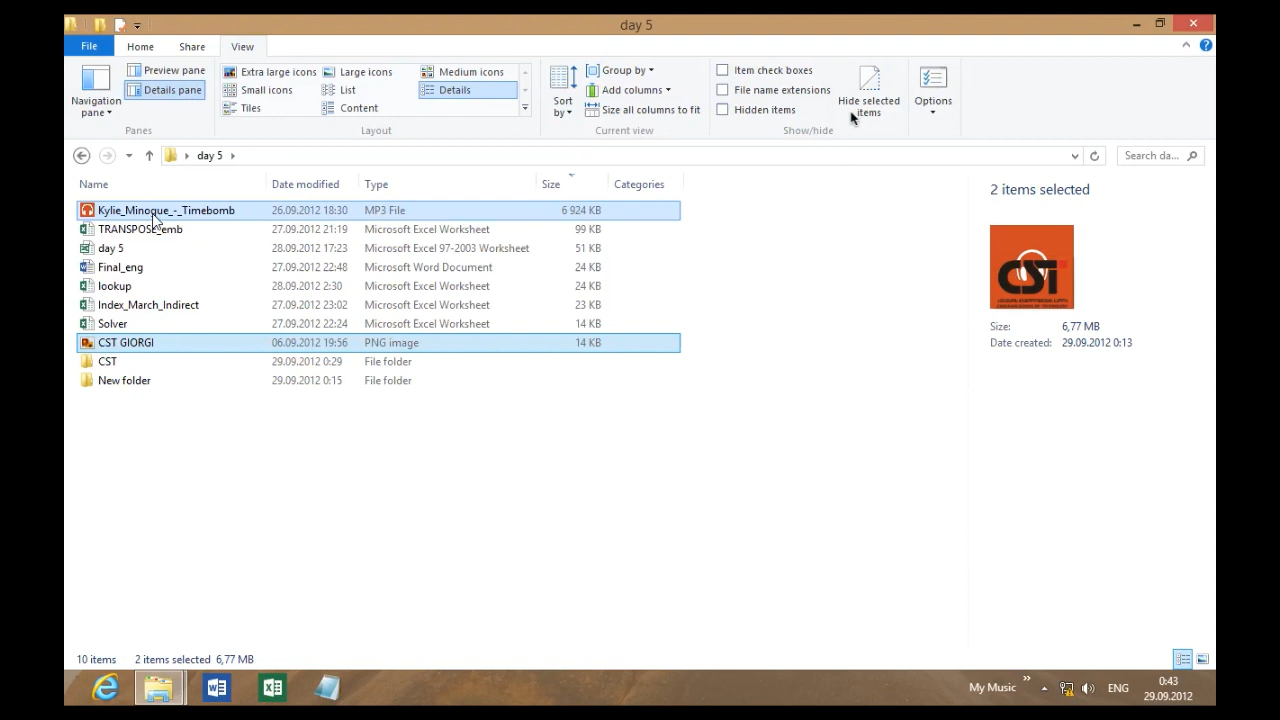 day 5
File Home Share View
Navigation pane
Preview pane
Details pane
Panes
Extra large icons Large icons Medium icons
Small icons List Details
Tiles Content
Layout
Sort by
Group by
Add columns
Size all columns to fit
Current view
Item check boxes
File name extensions
Hidden items
Hide selected items
Show/hide
Options
day 5
Search da...
Name Date modified Type Size Categories
Kylie_Minoque_-_Timebomb 26.09.2012 18:30 MP3 File 6 924 KB
TRANSPOSE_emb 27.09.2012 21:19 Microsoft Excel Worksheet 99 KB
day 5 28.09.2012 17:23 Microsoft Excel 97-2003 Worksheet 51 KB
Final_eng 27.09.2012 22:48 Microsoft Word Document 24 KB
lookup 28.09.2012 2:30 Microsoft Excel Worksheet 24 KB
Index_March_Indirect 27.09.2012 23:02 Microsoft Excel Worksheet 23 KB
Solver 27.09.2012 22:24 Microsoft Excel Worksheet 14 KB
CST GIORGI 06.09.2012 19:56 PNG image 14 KB
CST 29.09.2012 0:29 File folder
New folder 29.09.2012 0:15 File folder
2 items selected
CST
Size: 6,77 MB
Date created: 29.09.2012 0:13
10 items 2 items selected 6,77 MB
My Music ENG 0:43
29.09.2012